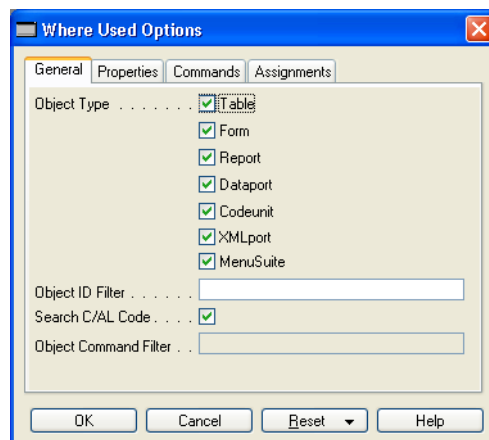 Where Used Options
General Properties Commands Assignments
Object Type . . . . . . . Table
Form
Report
Dataport
Codeunit
XMLport
MenuSuite
Object ID Filter . . . . . .
Search C/AL Code . . . .
Object Command Filter . .
OK Cancel Reset Help